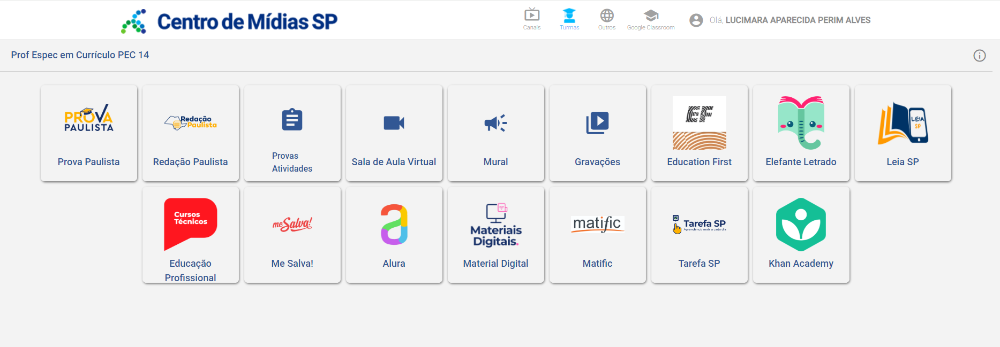 Centro de Mídias SP
Canais
Turmas
Outros
Google Classroom
Olá, LUCIMARA APARECIDA PERIM ALVES
Prof Espec em Currículo PEC 14
PROVA
PAULISTA
Prova Paulista
Redação
Paulista
Redação Paulista
Provas
Atividades
Sala de Aula Virtual
Mural
Gravações
EF
Education First
Elefante Letrado
LEIA
SP
Leia SP
Cursos
Técnicos
Educação
Profissional
me Salva!
Me Salva!
a
Alura
Materiais
Digitais.
Material Digital
matific
Matific
Tarefa SP
Aprendendo mais a cada dia
Tarefa SP
Khan Academy